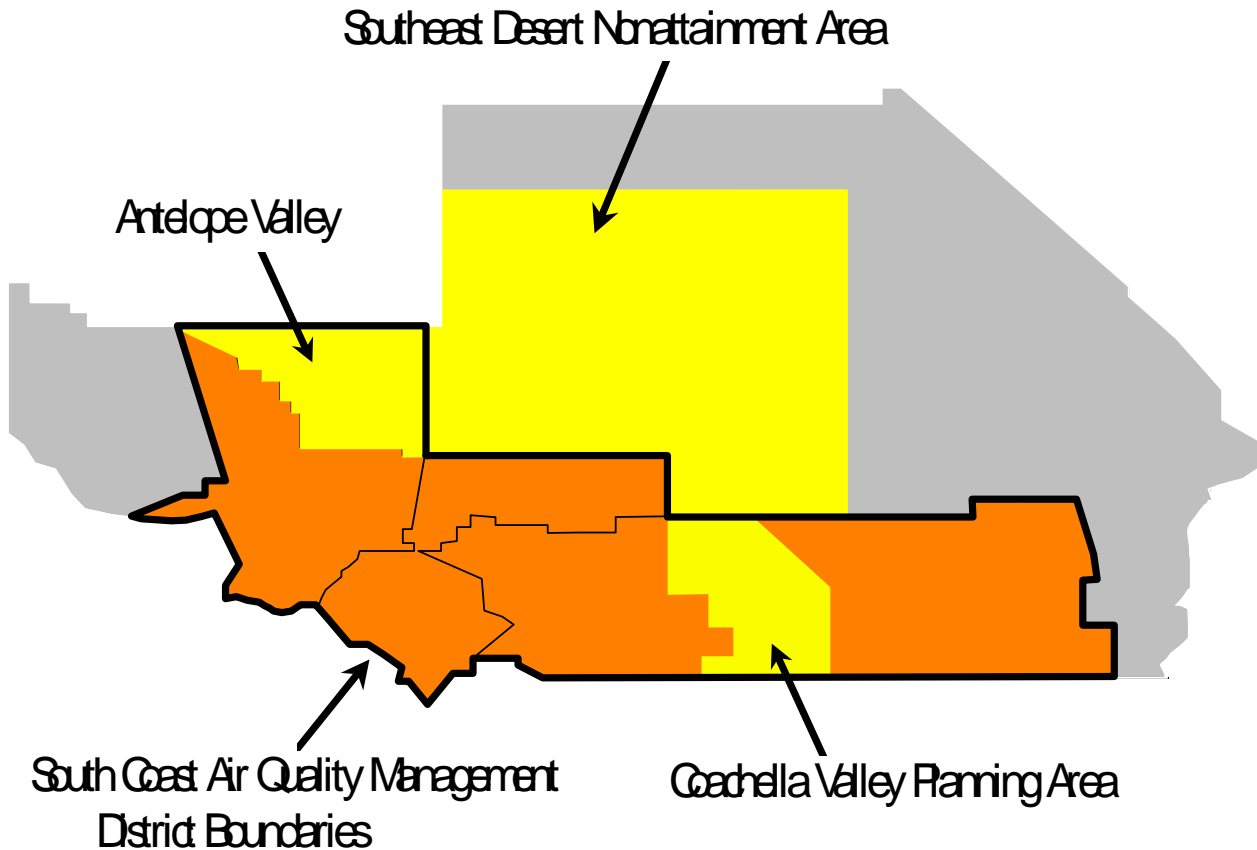 Southeast Desert Nonattainment Area
Antelope Valley
South Coast Air Quality Management
District Boundaries
Coachella Valley Planning Area